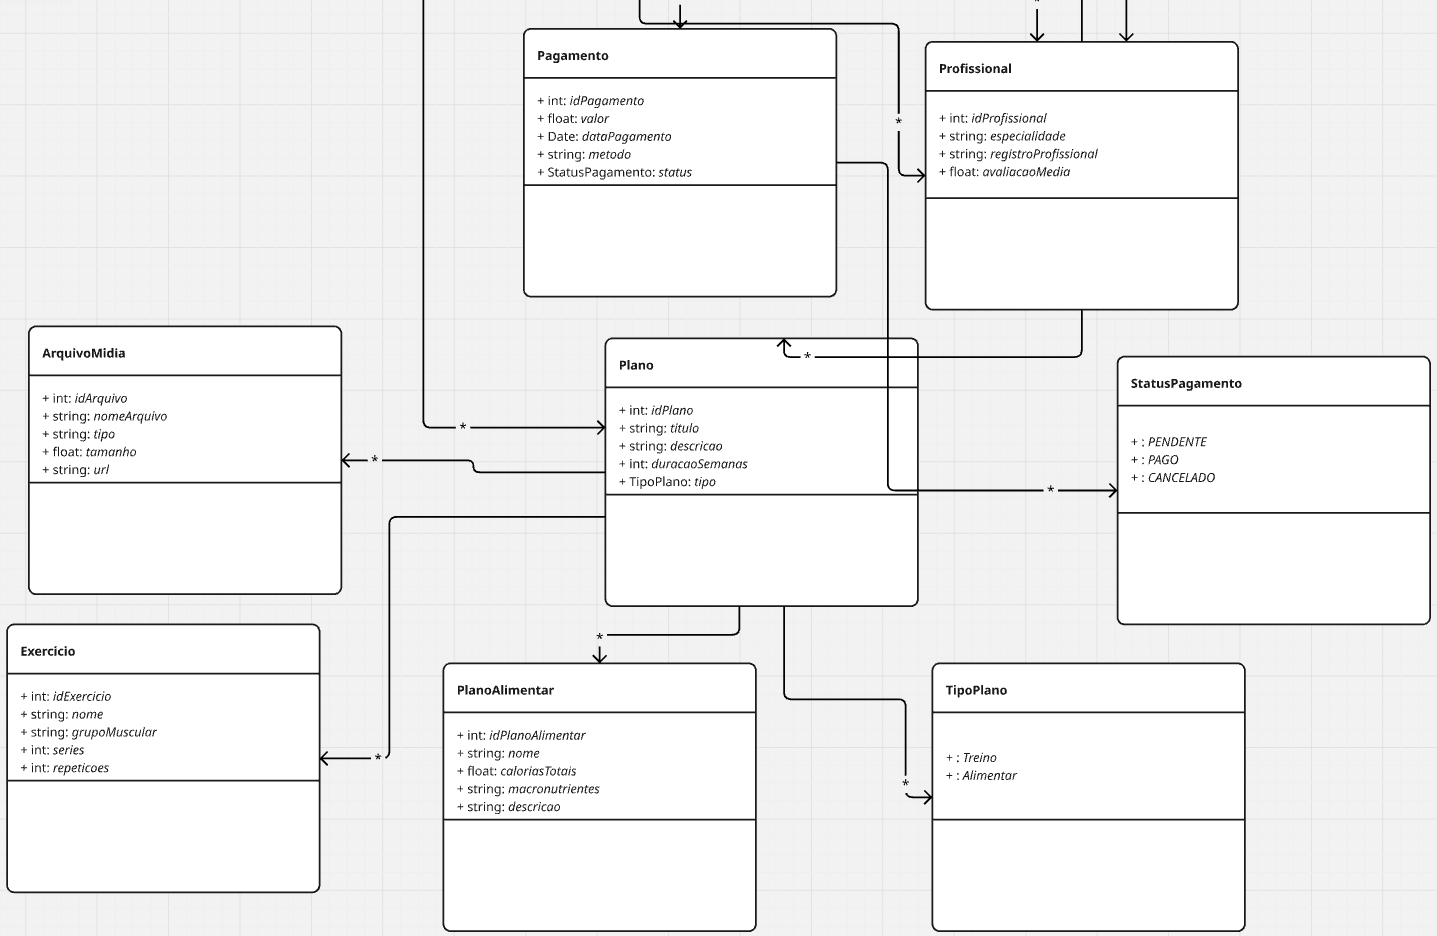 *
Pagamento
+ int: idPagamento
+ float: valor
+ Date: dataPagamento
+ string: metodo
+ StatusPagamento: status
*
Profissional
+ int: idProfissional
+ string: especialidade
+ string: registroProfissional
+ float: avaliacaoMedia
ArquivoMidia
+ int: idArquivo
+ string: nomeArquivo
+ string: tipo
+ float: tamanho
+ string: url
*
*
*
Plano
+ int: idPlano
+ string: titulo
+ string: descricao
+ int: duracaoSemanas
+ TipoPlano: tipo
StatusPagamento
+ : PENDENTE
+ : PAGO
+ : CANCELADO
*
Exercicio
+ int: idExercicio
+ string: nome
+ string: grupoMuscular
+ int: series
+ int: repeticoes
*
*
PlanoAlimentar
+ int: idPlanoAlimentar
+ string: nome
+ float: caloriasTotais
+ string: macronutrientes
+ string: descricao
*
TipoPlano
+ : Treino
+ : Alimentar